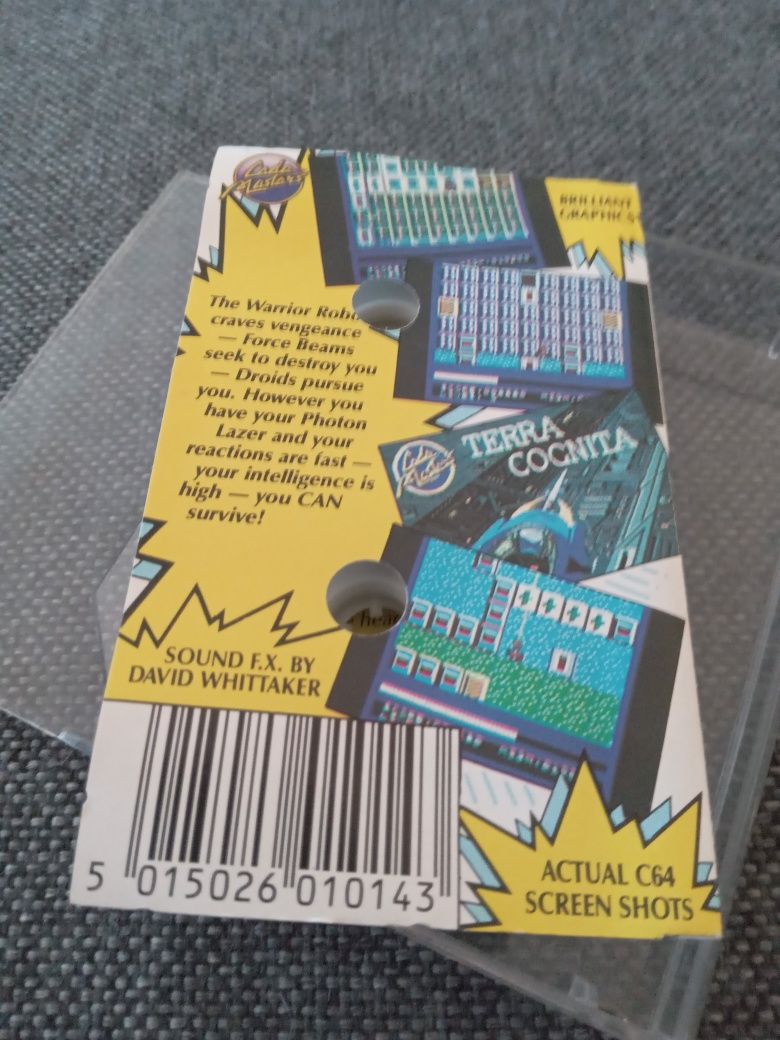 Code
Masters
BRILLIANT
GRAPHICS
The Warrior Robo
craves vengeance
— Force Beams
seek to destroy you
— Droids pursue
you. However you
have your Photon
Lazer and your
reactions are fast —
your intelligence is
high — you CAN
survive!
Code
Masters
TERRA
COGNITA
SOUND F.X. BY
DAVID WHITTAKER
ACTUAL C64
SCREEN SHOTS
5 015026 010143